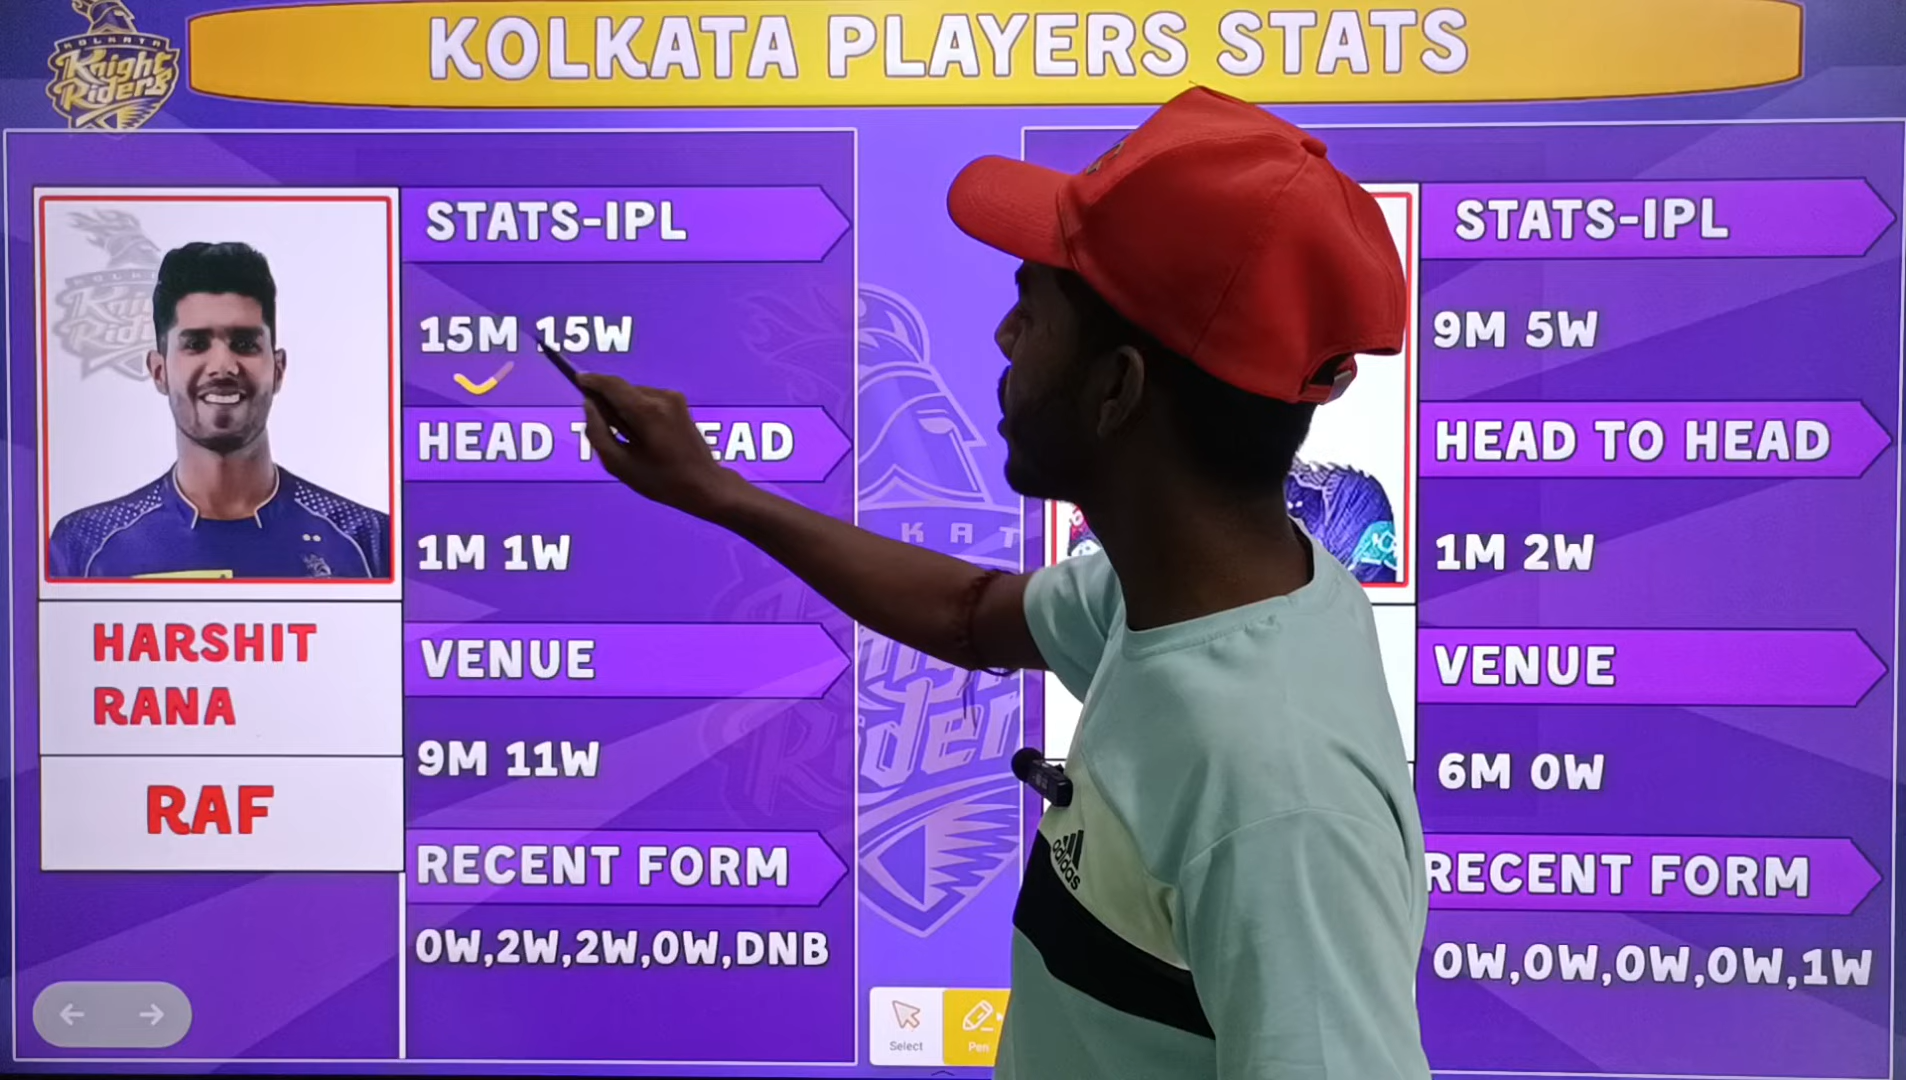 KOLKATA PLAYERS STATS
KOLKATA
Knight
Riders
STATS-IPL
15M 15W
HEAD TO HEAD
1M 1W
VENUE
9M 11W
RECENT FORM
0W,2W,2W,0W,DNB
HARSHIT
RANA
RAF
STATS-IPL
9M 5W
HEAD TO HEAD
1M 2W
VENUE
6M 0W
RECENT FORM
0W,0W,0W,0W,1W
adidas
Select
Pen